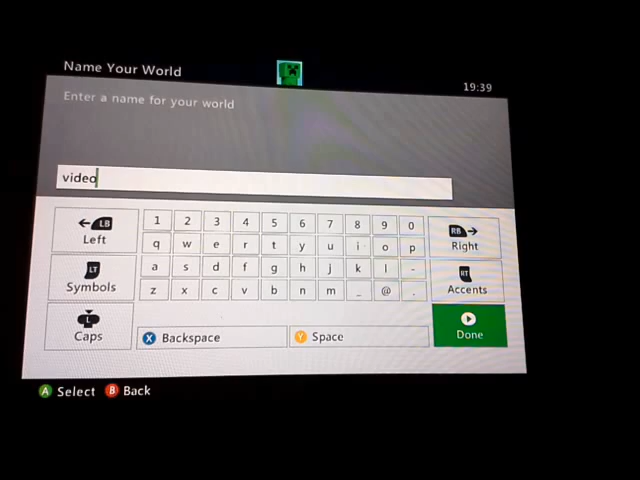 Name Your World
19:39
Enter a name for your world
video
LB
Left
1 2 3 4 5 6 7 8 9 0
RB
Right
q w e r t y u i o p
LT
Symbols
a s d f g h j k l -
RT
Accents
z x c v b n m _ @ .
L
Caps
X Backspace
Y Space
Done
A Select B Back